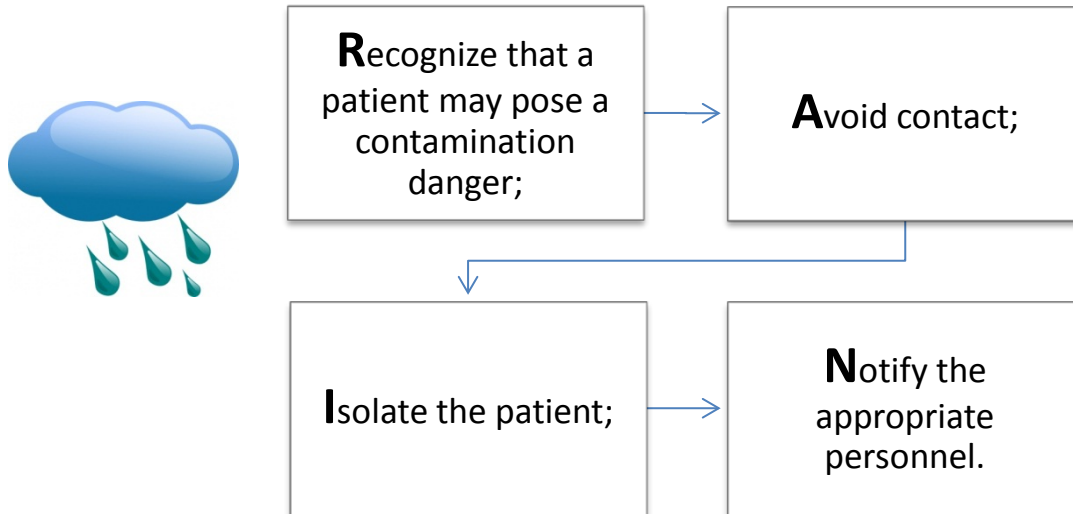 Recognize that a
patient may pose a
contamination
danger;
Avoid contact;
Isolate the patient;
Notify the
appropriate
personnel.